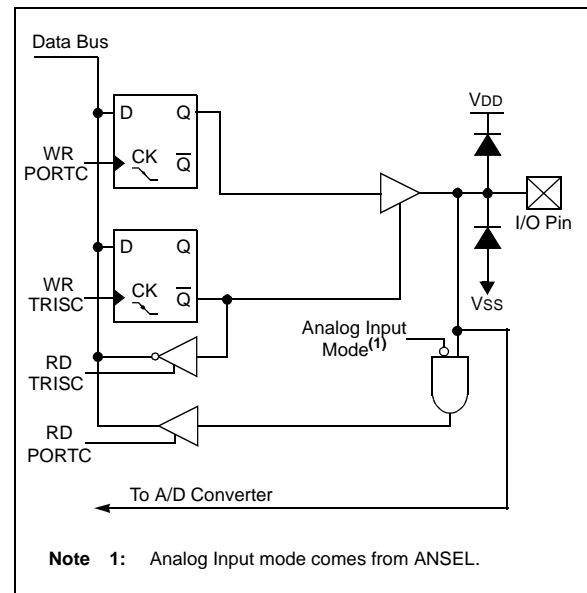 Data Bus
D Q
VDD
WR
PORTC
CK Q
I/O Pin
D Q
WR
TRISC
CK Q
VSS
Analog Input
Mode(1)
RD
TRISC
RD
PORTC
To A/D Converter
Note 1: Analog Input mode comes from ANSEL.